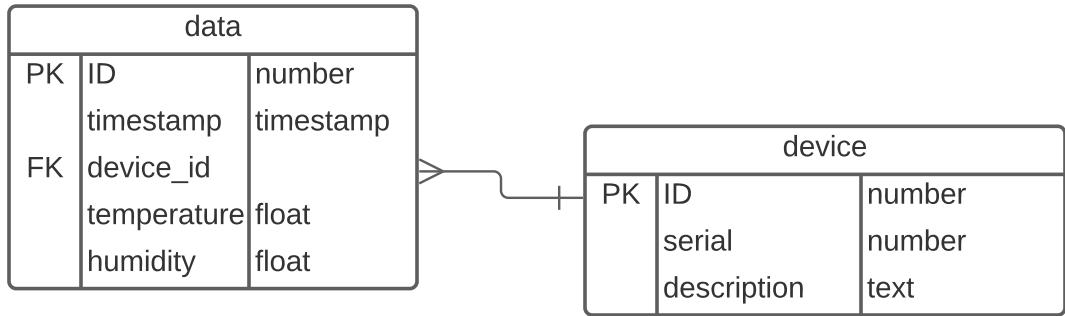 data
PK ID number
timestamp timestamp
FK device_id
temperature float
humidity float
device
PK ID number
serial number
description text